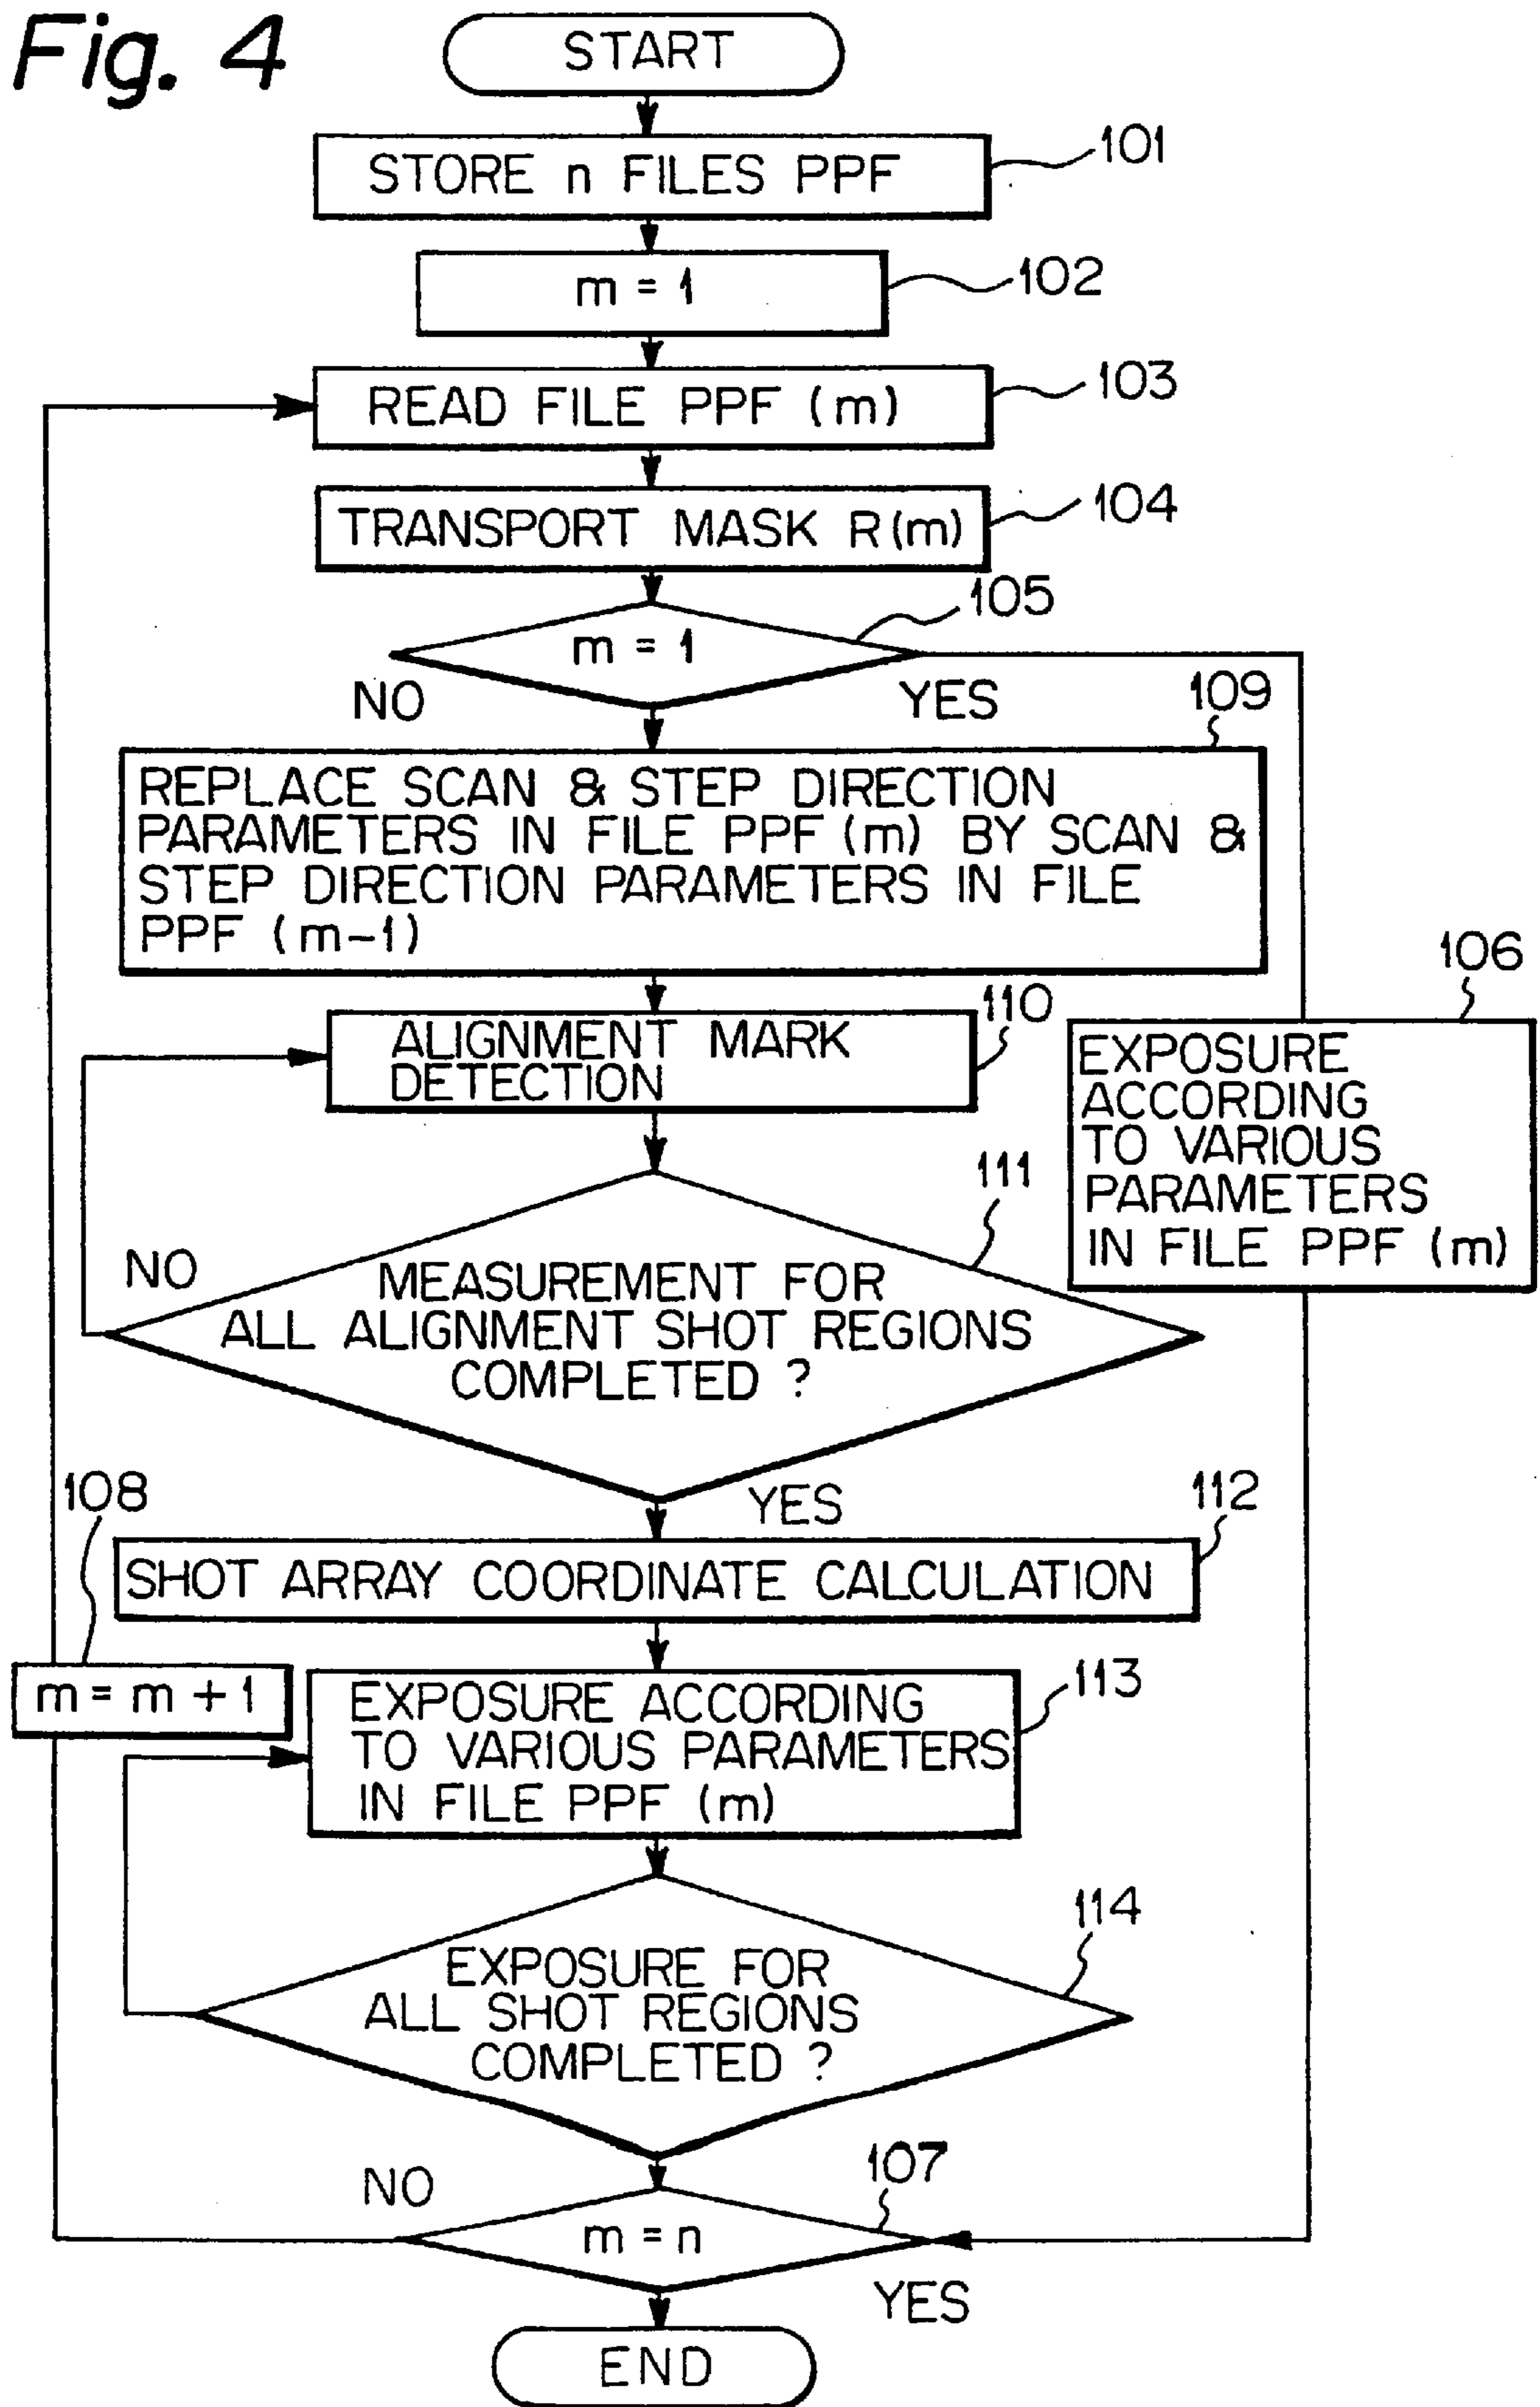 Fig. 4
START
STORE n FILES PPF
101
m = 1
102
READ FILE PPF (m)
103
TRANSPORT MASK R(m)
104
m = 1
105
NO
YES
109
REPLACE SCAN & STEP DIRECTION
PARAMETERS IN FILE PPF (m) BY SCAN &
STEP DIRECTION PARAMETERS IN FILE
PPF (m-1)
106
EXPOSURE
ACCORDING
TO VARIOUS
PARAMETERS
IN FILE PPF (m)
110
ALIGNMENT MARK
DETECTION
111
NO
MEASUREMENT FOR
ALL ALIGNMENT SHOT REGIONS
COMPLETED ?
YES
112
SHOT ARRAY COORDINATE CALCULATION
108
m = m + 1
113
EXPOSURE ACCORDING
TO VARIOUS PARAMETERS
IN FILE PPF (m)
114
EXPOSURE FOR
ALL SHOT REGIONS
COMPLETED ?
NO
107
m = n
YES
END